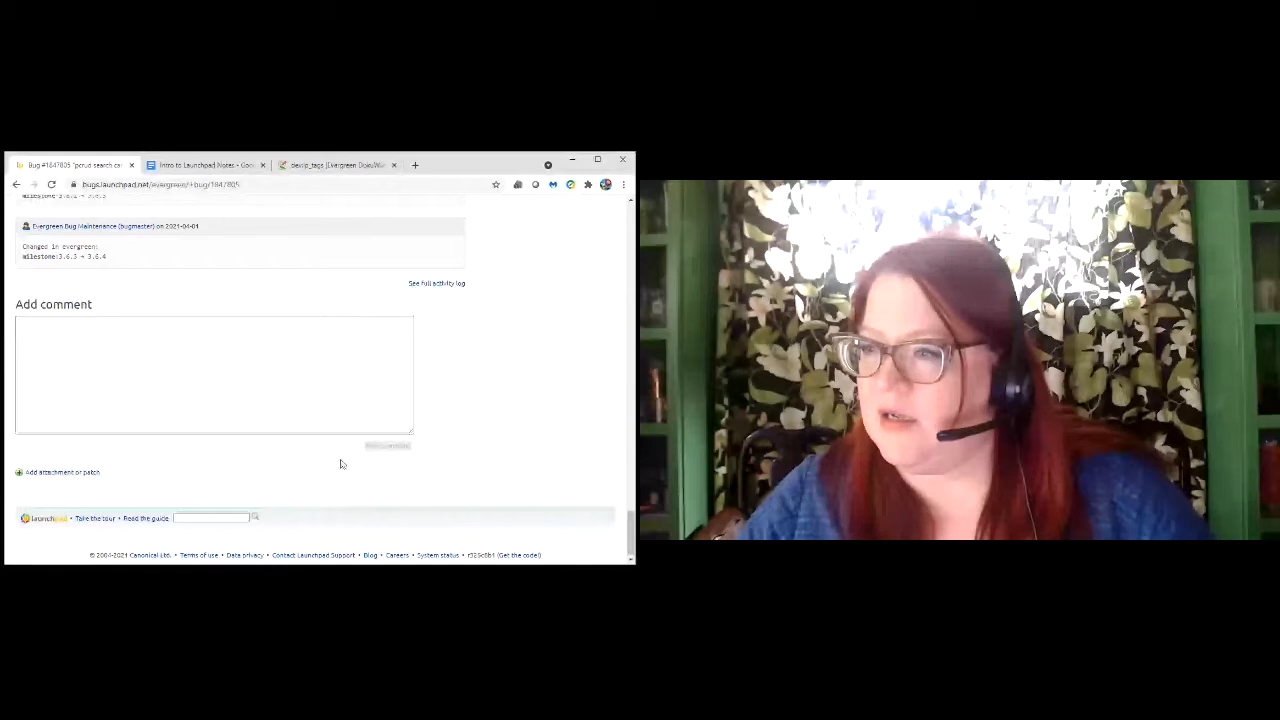 Bug #1847805 "pcrud search ca
Intro to Launchpad Notes - Goo
dev:lp_tags [Evergreen DokuWi
bugs.launchpad.net/evergreen/+bug/1847805
Evergreen Bug Maintenance (bugmaster) on 2021-04-01
Changed in evergreen:
milestone: 3.6.3 → 3.6.4
See full activity log
Add comment
Add attachment or patch
launchpad • Take the tour • Read the guide
© 2004-2021 Canonical Ltd. • Terms of use • Data privacy • Contact Launchpad Support • Blog • Careers • System status • (Get the code!)